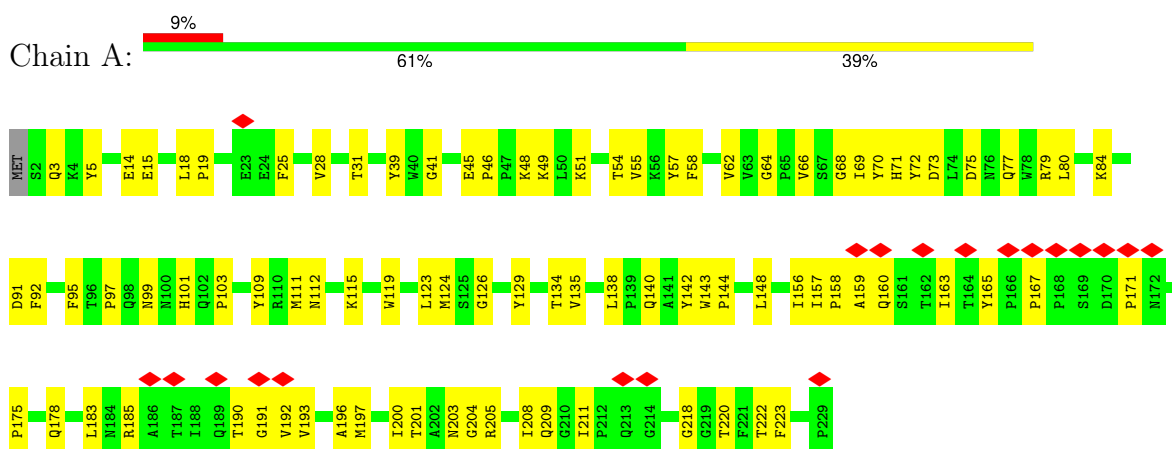 9%
Chain A:
61% 39%
MET S2 Q3 K4 Y5 E14 E15 L18 P19 E23 E24 F25 V28 T31 Y39 W40 G41 E45 P46 P47 K48 K49 L50 K51 T54 V55 K56 Y57 F58 V62 V63 G64 P65 V66 S67 G68 I69 Y70 H71 Y72 D73 L74 D75 N76 Q77 W78 R79 L80 K84
D91 F92 F95 T96 P97 Q98 N99 N100 H101 Q102 P103 Y109 R110 M111 N112 K115 W119 L123 M124 S125 G126 Y129 T134 V135 L138 P139 Q140 A141 Y142 W143 P144 L148 I156 I157 P158 A159 Q160 S161 T162 I163 T164 Y165 P166 P167 P168 S169 D170 P171 N172
P175 Q178 L183 N184 R185 A186 T187 I188 Q189 T190 G191 V192 V193 A196 M197 I200 T201 A202 N203 G204 R205 I208 Q209 G210 I211 P212 Q213 G214 G218 G219 T220 F221 T222 F223 P229